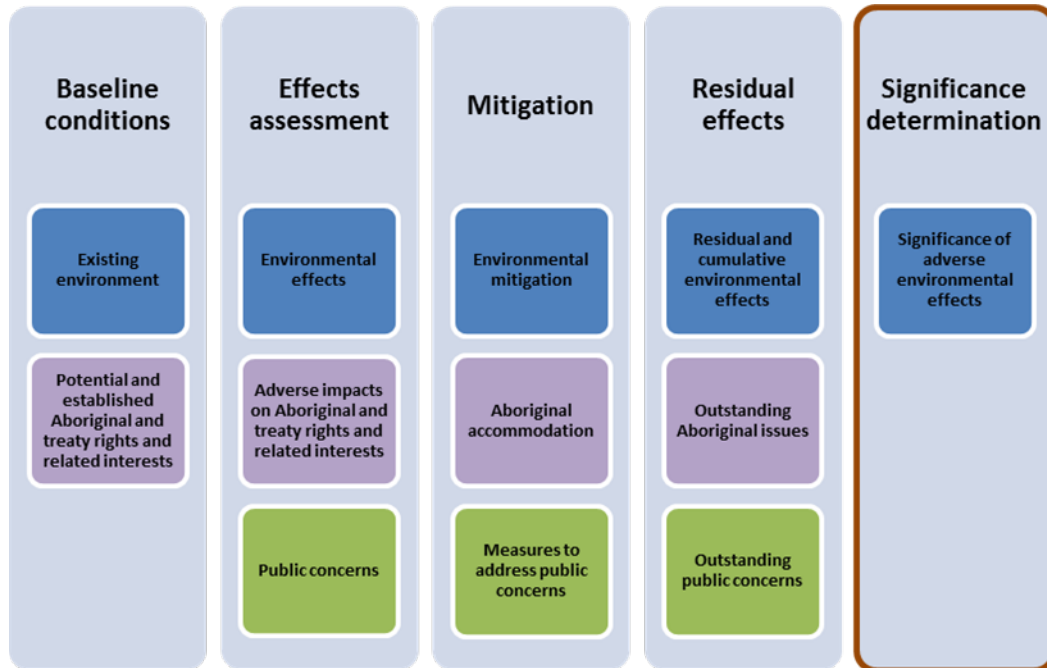 Baseline
conditions
Existing
environment
Potential and
established
Aboriginal and
treaty rights and
related interests
Effects
assessment
Environmental
effects
Adverse impacts
on Aboriginal and
treaty rights and
related interests
Public concerns
Mitigation
Environmental
mitigation
Aboriginal
accommodation
Measures to
address public
concerns
Residual
effects
Residual and
cumulative
environmental
effects
Outstanding
Aboriginal issues
Outstanding
public concerns
Significance
determination
Significance of
adverse
environmental
effects